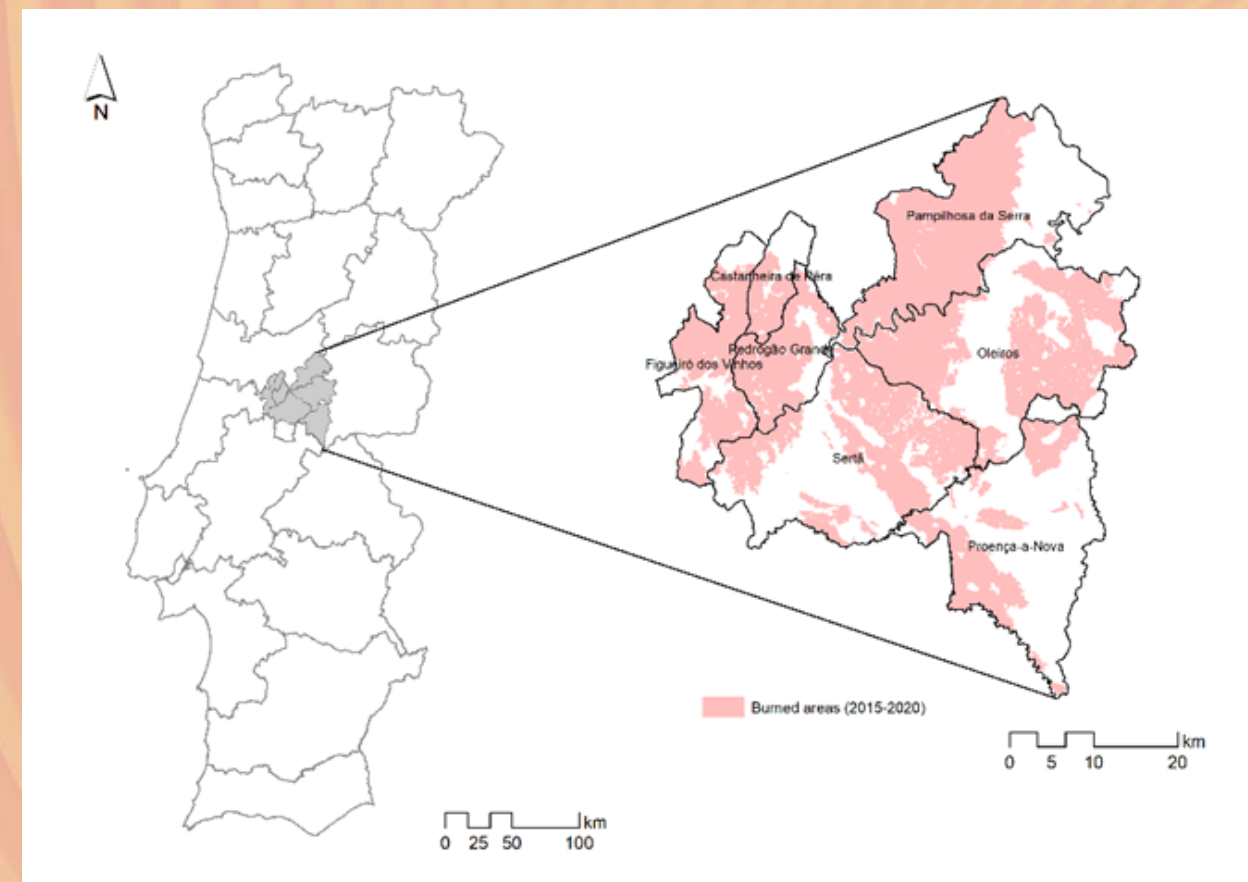 N
Pampilhosa da Serra
Castanheira de Pêra
Oleiros
Pedrógão Grande
Figueiró dos Vinhos
Sertã
Proença-a-Nova
Burned areas (2015-2020)
km
0 5 10 20
km
0 25 50 100